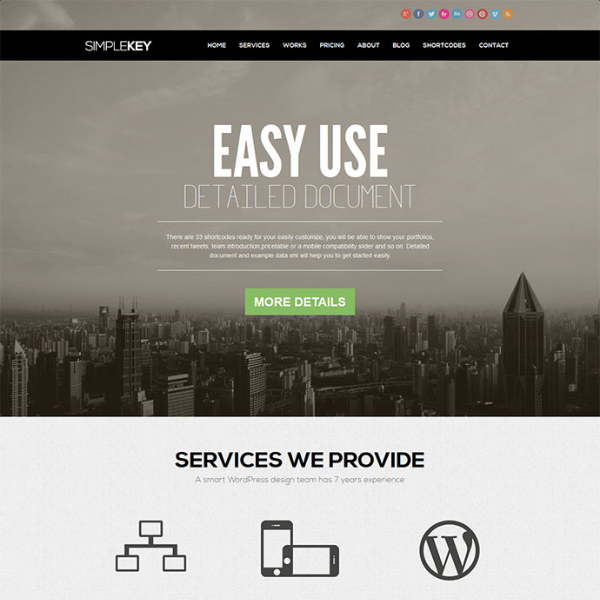 SIMPLEKEY
HOME SERVICES WORKS PRICING ABOUT BLOG SHORTCODES CONTACT
EASY USE
DETAILED DOCUMENT
There are 33 shortcodes ready for your easily customize, you will be able to show your portfolios,
recent tweets, team introduction,pricetable or a mobile compatibility slider and so on. Detailed
document and example data xml will help you to get started easily.
MORE DETAILS
SERVICES WE PROVIDE
A smart WordPress design team has 7 years experience